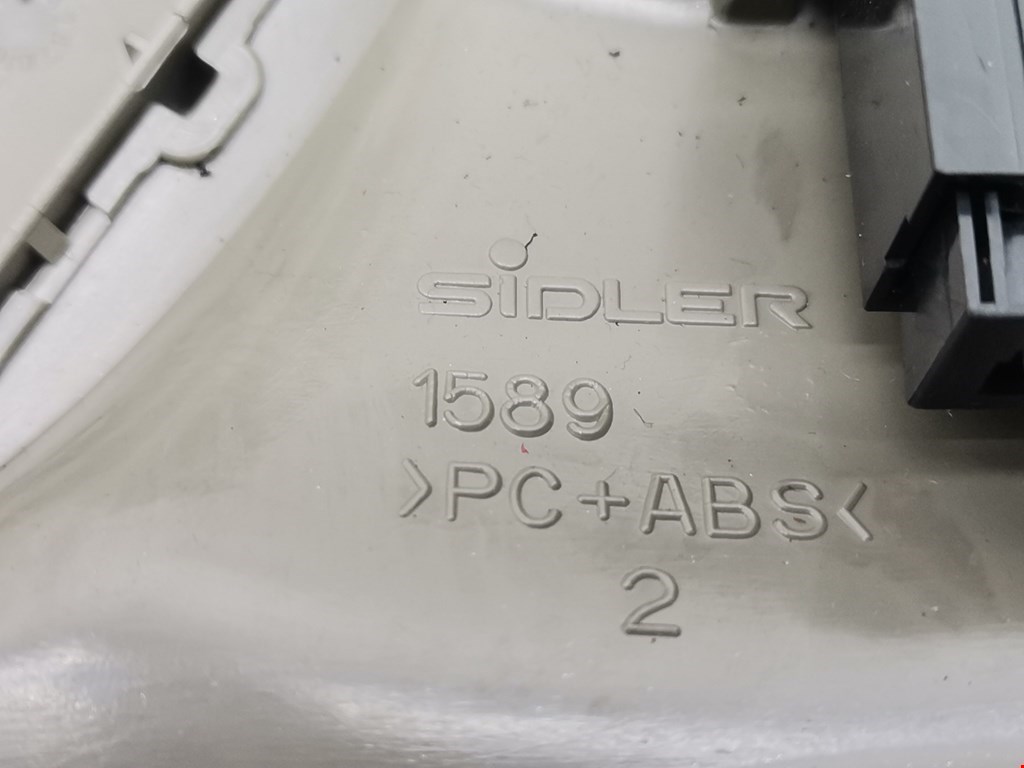 SiDLER
1589
>PC+ABS<
2